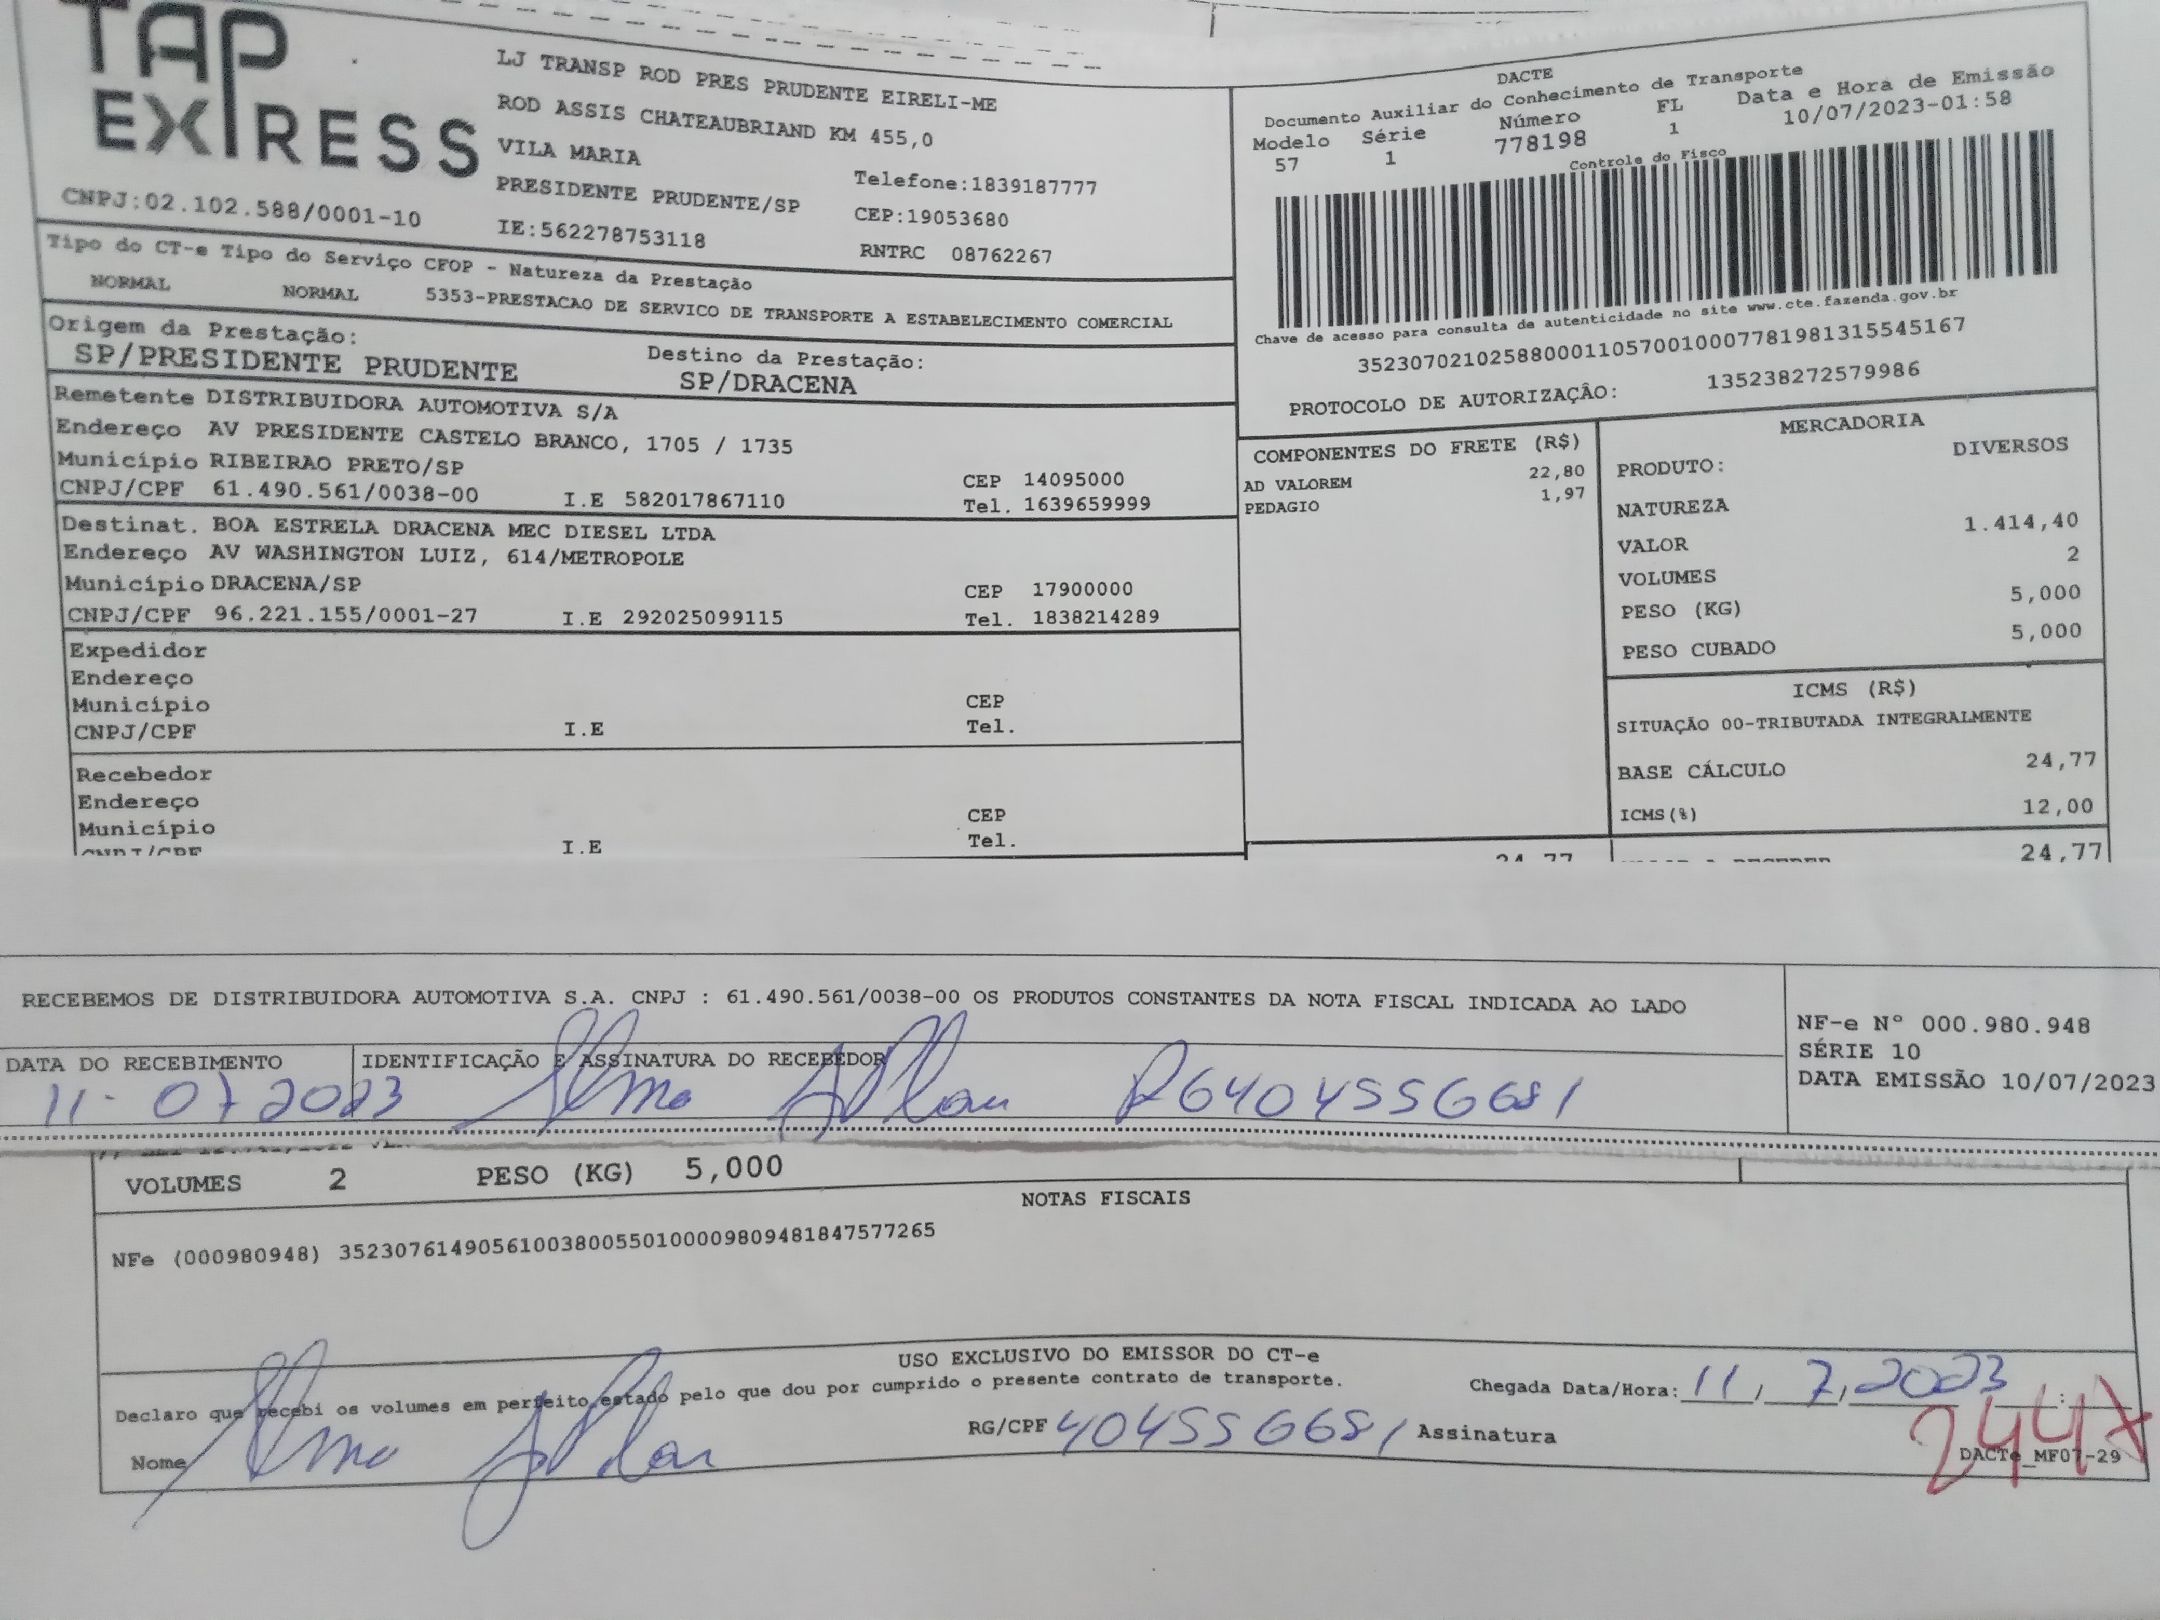 TAP EXPRESS
CNPJ:02.102.588/0001-10
LJ TRANSP ROD PRES PRUDENTE EIRELI-ME
ROD ASSIS CHATEAUBRIAND KM 455,0
VILA MARIA
PRESIDENTE PRUDENTE/SP
IE:562278753118
Telefone:1839187777
CEP:19053680
RNTRC 08762267
DACTE
Documento Auxiliar do Conhecimento de Transporte
Modelo Série Número FL Data e Hora de Emissão
57 1 778198 1 10/07/2023-01:58
Controle do Fisco
Chave de acesso para consulta de autenticidade no site www.cte.fazenda.gov.br
35230702102588000110570010007781981315545167
PROTOCOLO DE AUTORIZAÇÃO: 135238272579986
Tipo do CT-e Tipo do Serviço CFOP - Natureza da Prestação
NORMAL NORMAL 5353-PRESTACAO DE SERVICO DE TRANSPORTE A ESTABELECIMENTO COMERCIAL
Origem da Prestação: Destino da Prestação:
SP/PRESIDENTE PRUDENTE SP/DRACENA
Remetente DISTRIBUIDORA AUTOMOTIVA S/A
Endereço AV PRESIDENTE CASTELO BRANCO, 1705 / 1735
Município RIBEIRAO PRETO/SP CEP 14095000
CNPJ/CPF 61.490.561/0038-00 I.E 582017867110 Tel. 1639659999
Destinat. BOA ESTRELA DRACENA MEC DIESEL LTDA
Endereço AV WASHINGTON LUIZ, 614/METROPOLE
Município DRACENA/SP CEP 17900000
CNPJ/CPF 96.221.155/0001-27 I.E 292025099115 Tel. 1838214289
Expedidor
Endereço
Município CEP
CNPJ/CPF I.E Tel.
Recebedor
Endereço
Município CEP
CNPJ/CPF I.E Tel.
COMPONENTES DO FRETE (R$)
AD VALOREM 22,80
PEDAGIO 1,97
24,77
MERCADORIA
PRODUTO: DIVERSOS
NATUREZA
VALOR 1.414,40
VOLUMES 2
PESO (KG) 5,000
PESO CUBADO 5,000
ICMS (R$)
SITUAÇÃO 00-TRIBUTADA INTEGRALMENTE
BASE CÁLCULO 24,77
ICMS(%) 12,00
24,77
RECEBEMOS DE DISTRIBUIDORA AUTOMOTIVA S.A. CNPJ : 61.490.561/0038-00 OS PRODUTOS CONSTANTES DA NOTA FISCAL INDICADA AO LADO
DATA DO RECEBIMENTO IDENTIFICAÇÃO E ASSINATURA DO RECEBEDOR
11-07 2023 RG404556681
NF-e Nº 000.980.948
SÉRIE 10
DATA EMISSÃO 10/07/2023
VOLUMES 2 PESO (KG) 5,000
NOTAS FISCAIS
NFe (000980948) 35230761490561003800550100009809481847577265
USO EXCLUSIVO DO EMISSOR DO CT-e
Declaro que recebi os volumes em perfeito estado pelo que dou por cumprido o presente contrato de transporte.
Chegada Data/Hora: 11/7/2023 :
Nome RG/CPF 404556681 Assinatura
2447
DACTe_MF07-29